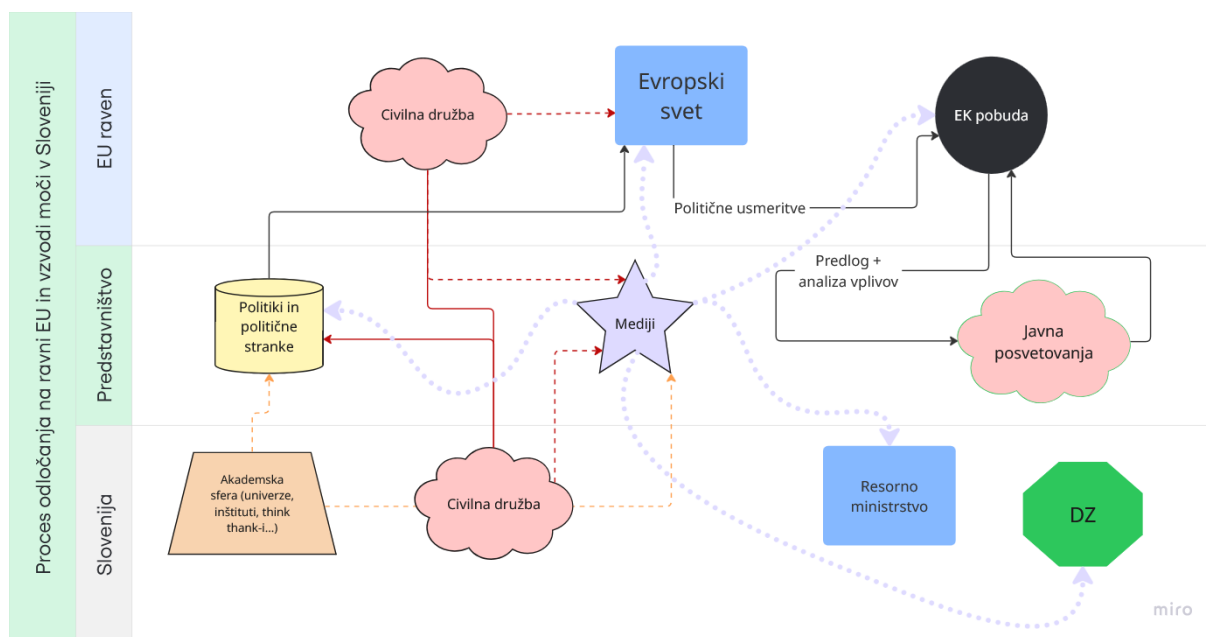 Proces odločanja na ravni EU in vzvodi moči v Sloveniji
EU raven
Civilna družba
Evropski
svet
EK pobuda
Politične usmeritve
Predstavništvo
Politiki in
politične
stranke
Mediji
Predlog +
analiza vplivov
Javna
posvetovanja
Slovenija
Akademska
sfera (univerze,
inštituti, think
thank-i...)
Civilna družba
Resorno
ministrstvo
DZ
miro